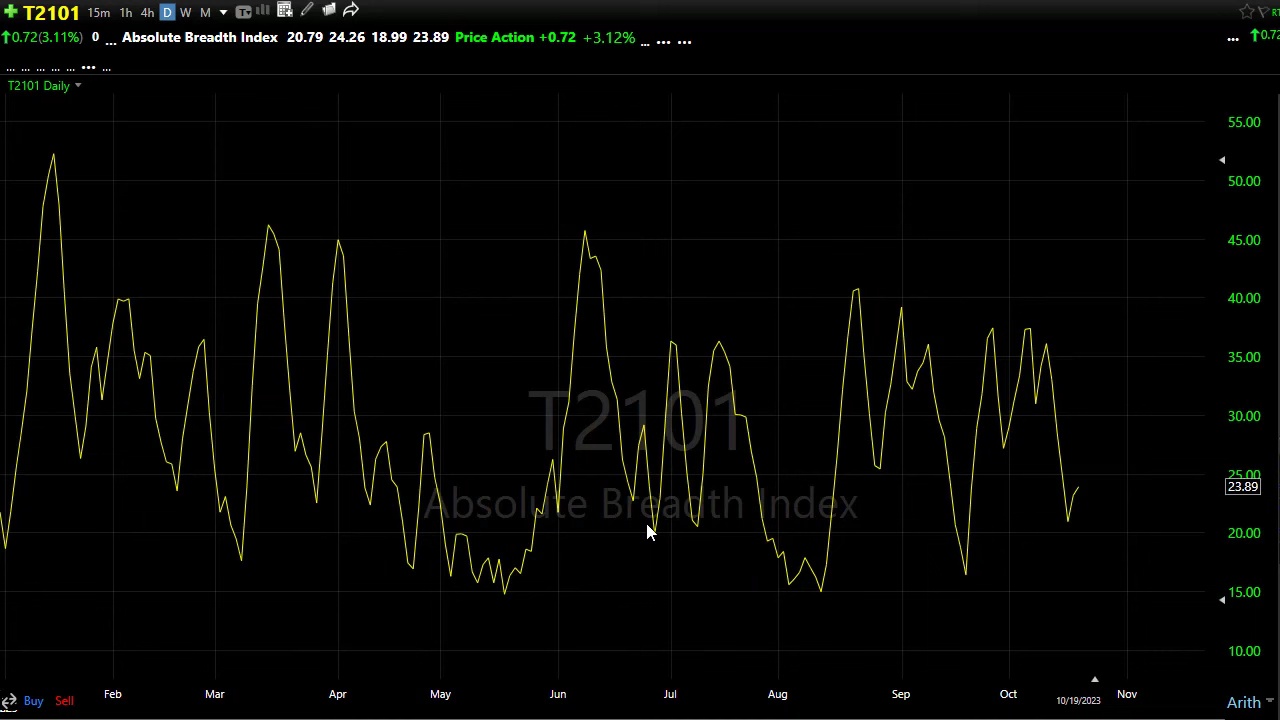 T2101 15m 1h 4h D W M T RT
0.72(3.11%) 0 ... Absolute Breadth Index 20.79 24.26 18.99 23.89 Price Action +0.72 +3.12% ... ... ... ... 0.72
... ... ... ... ... ... ...
T2101 Daily
55.00
50.00
45.00
40.00
35.00
30.00
T2101
25.00
23.89
Absolute Breadth Index
20.00
15.00
10.00
Feb Mar Apr May Jun Jul Aug Sep Oct Nov
Buy Sell 10/19/2023 Arith